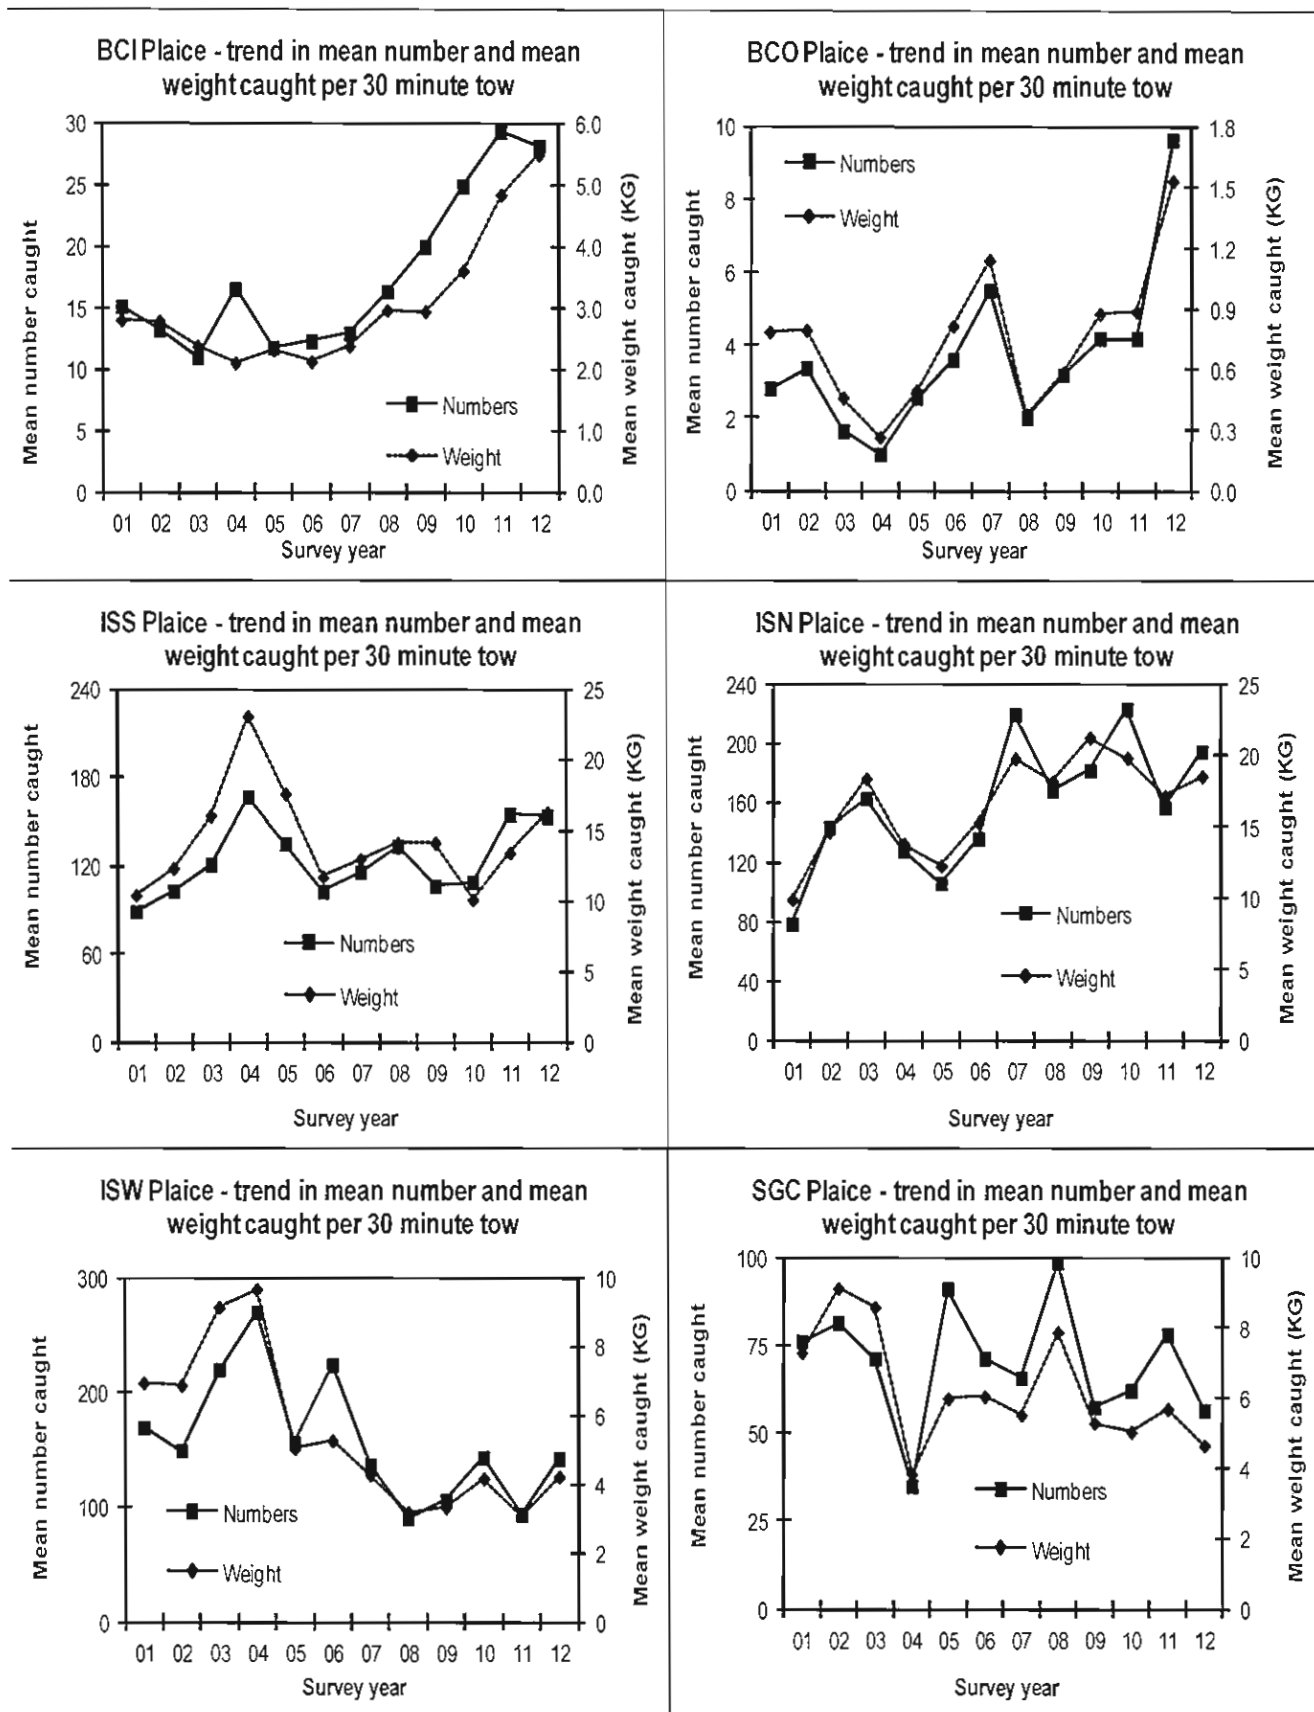 BCI Plaice - trend in mean number and mean
weight caught per 30 minute tow
30
25
20
15
10
5
0
6.0
5.0
4.0
3.0
2.0
1.0
0.0
Mean number caught
Mean weight caught (KG)
Numbers
Weight
01 02 03 04 05 06 07 08 09 10 11 12
Survey year
BCO Plaice - trend in mean number and mean
weight caught per 30 minute tow
10
8
6
4
2
0
1.8
1.5
1.2
0.9
0.6
0.3
0.0
Mean number caught
Mean weight caught (KG)
Numbers
Weight
01 02 03 04 05 06 07 08 09 10 11 12
Survey year
ISS Plaice - trend in mean number and mean
weight caught per 30 minute tow
240
180
120
60
0
25
20
15
10
5
0
Mean number caught
Mean weight caught (KG)
Numbers
Weight
01 02 03 04 05 06 07 08 09 10 11 12
Survey year
ISN Plaice - trend in mean number and mean
weight caught per 30 minute tow
240
200
160
120
80
40
0
25
20
15
10
5
0
Mean number caught
Mean weight caught (KG)
Numbers
Weight
01 02 03 04 05 06 07 08 09 10 11 12
Survey year
ISW Plaice - trend in mean number and mean
weight caught per 30 minute tow
300
200
100
0
10
8
6
4
2
0
Mean number caught
Mean weight caught (KG)
Numbers
Weight
01 02 03 04 05 06 07 08 09 10 11 12
Survey year
SGC Plaice - trend in mean number and mean
weight caught per 30 minute tow
100
75
50
25
0
10
8
6
4
2
0
Mean number caught
Mean weight caught (KG)
Numbers
Weight
01 02 03 04 05 06 07 08 09 10 11 12
Survey year